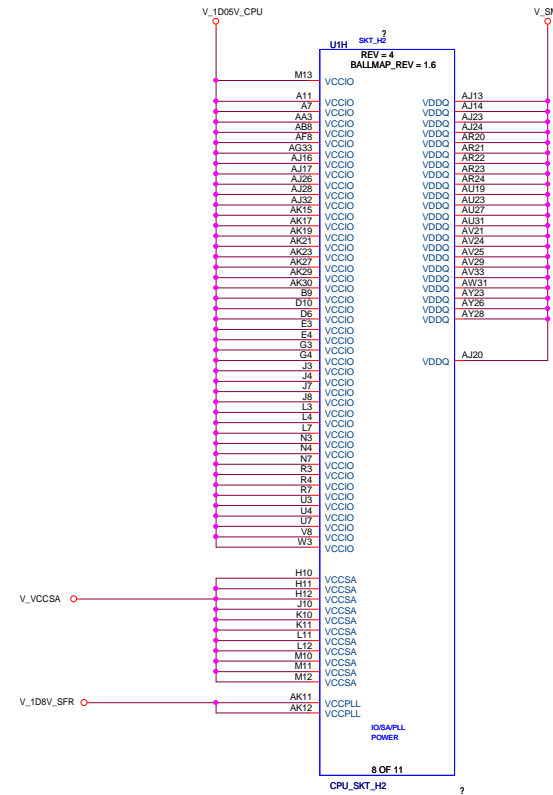 V_1D05V_CPU
V_SM
?
U1H
SKT_H2
REV = 4
BALLMAP_REV = 1.6
M13 VCCIO
A11 VCCIO VDDQ AJ13
A7 VCCIO VDDQ AJ14
AA3 VCCIO VDDQ AJ23
AB8 VCCIO VDDQ AJ24
AF8 VCCIO VDDQ AR20
AG33 VCCIO VDDQ AR21
AJ16 VCCIO VDDQ AR22
AJ17 VCCIO VDDQ AR23
AJ26 VCCIO VDDQ AR24
AJ28 VCCIO VDDQ AU19
AJ32 VCCIO VDDQ AU23
AK15 VCCIO VDDQ AU27
AK17 VCCIO VDDQ AU31
AK19 VCCIO VDDQ AV21
AK21 VCCIO VDDQ AV24
AK23 VCCIO VDDQ AV25
AK27 VCCIO VDDQ AV29
AK29 VCCIO VDDQ AV33
AK30 VCCIO VDDQ AW31
B9 VCCIO VDDQ AY23
D10 VCCIO VDDQ AY26
D6 VCCIO VDDQ AY28
E3 VCCIO
E4 VCCIO
G3 VCCIO
G4 VCCIO VDDQ AJ20
J3 VCCIO
J4 VCCIO
J7 VCCIO
J8 VCCIO
L3 VCCIO
L4 VCCIO
L7 VCCIO
N3 VCCIO
N4 VCCIO
N7 VCCIO
R3 VCCIO
R4 VCCIO
R7 VCCIO
U3 VCCIO
U4 VCCIO
U7 VCCIO
V8 VCCIO
W3 VCCIO
H10 VCCSA
H11 VCCSA
V_VCCSA H12 VCCSA
J10 VCCSA
K10 VCCSA
K11 VCCSA
L11 VCCSA
L12 VCCSA
M10 VCCSA
M11 VCCSA
M12 VCCSA
V_1D8V_SFR AK11 VCCPLL
AK12 VCCPLL
IO/SA/PLL
POWER
8 OF 11
CPU_SKT_H2
?